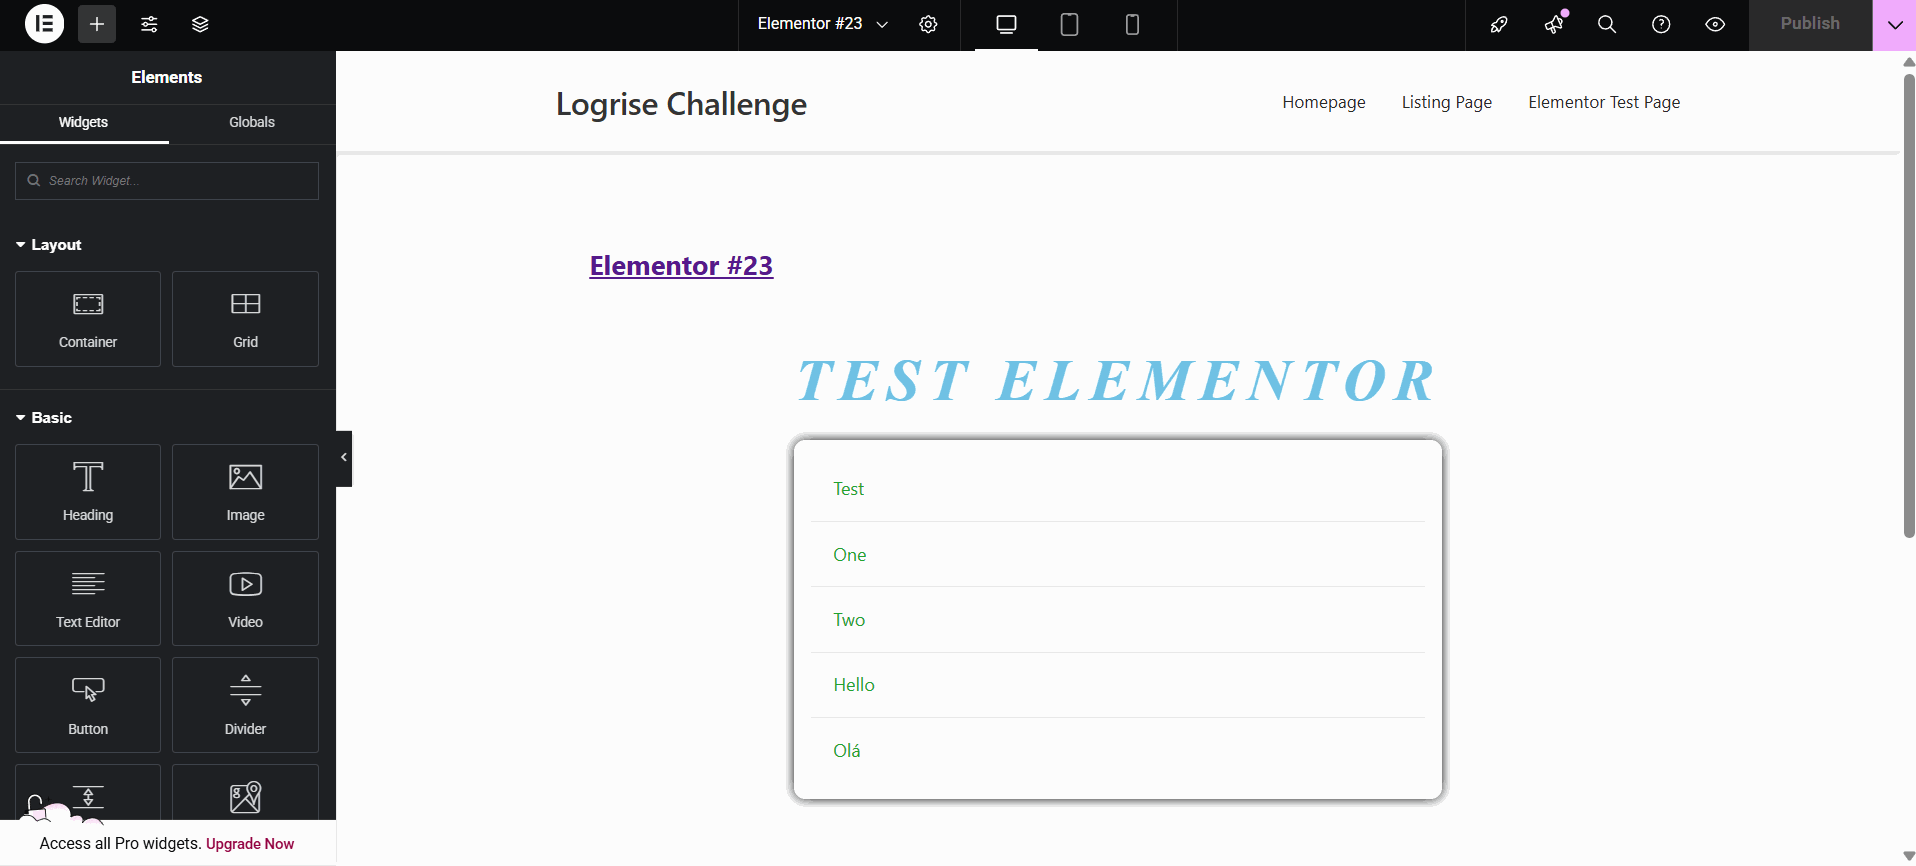 Elementor #23
Publish
Elements
Widgets
Globals
Search Widget...
Layout
Container
Grid
Basic
Heading
Image
Text Editor
Video
Button
Divider
Access all Pro widgets. Upgrade Now
Logrise Challenge
Homepage
Listing Page
Elementor Test Page
Elementor #23
TEST ELEMENTOR
Test
One
Two
Hello
Olá